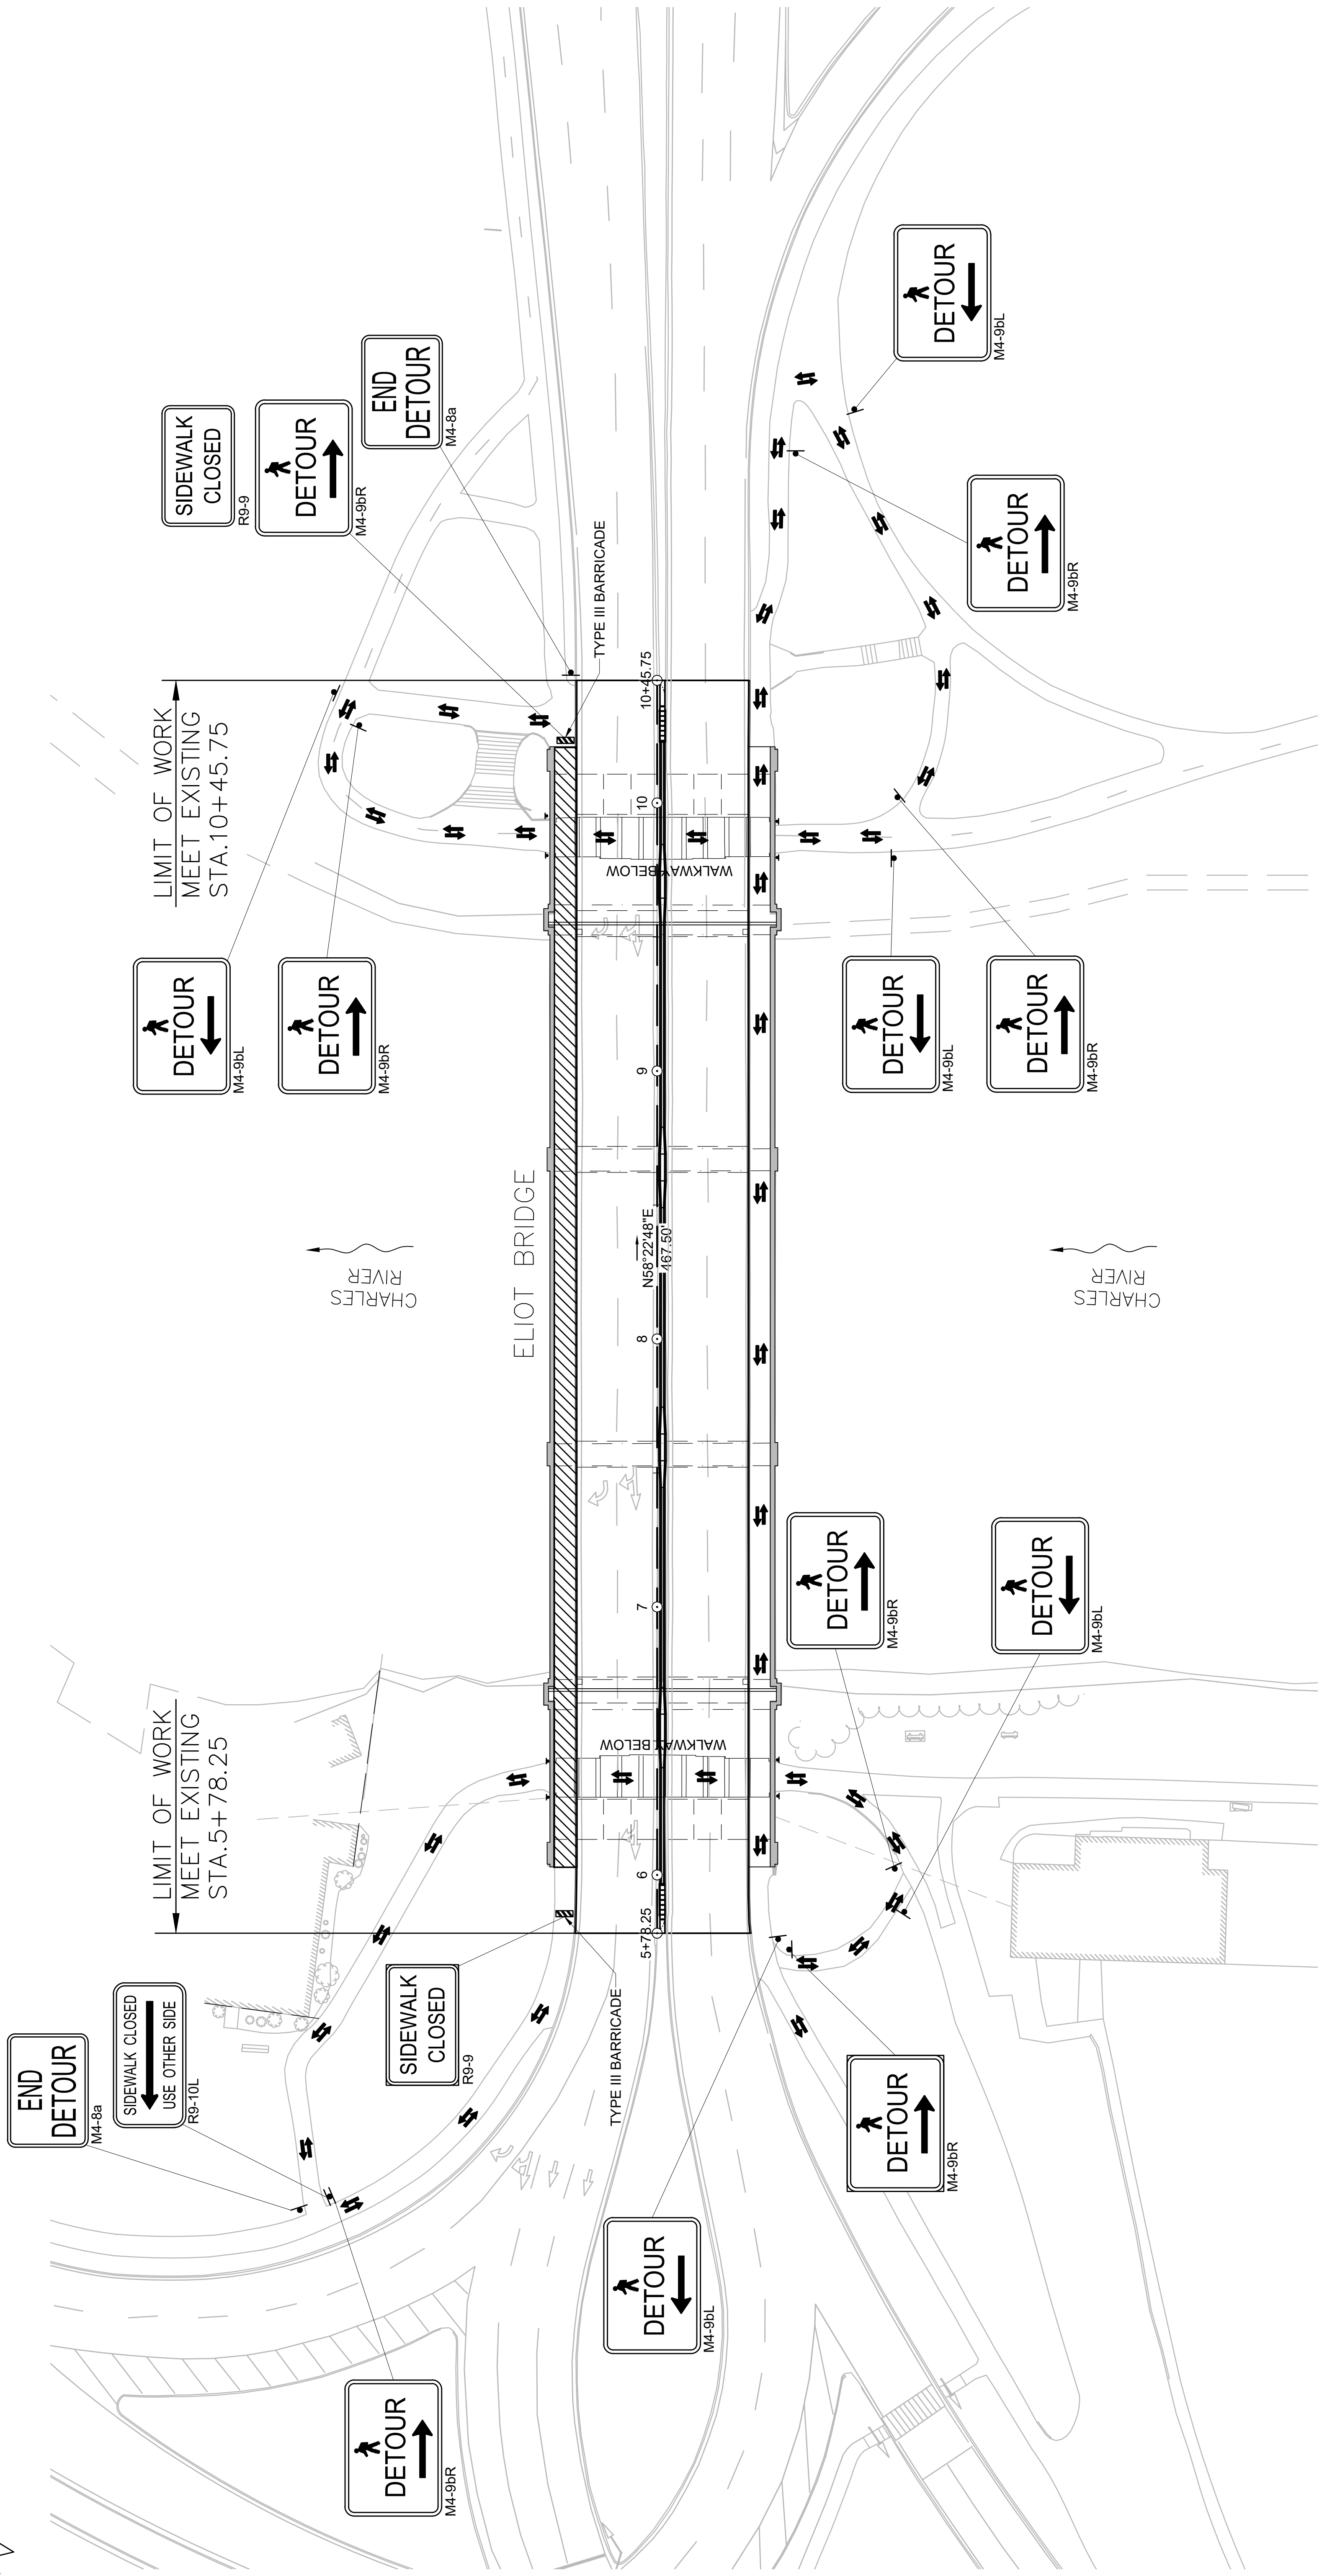 END
DETOUR
M4-8a
SIDEWALK CLOSED
USE OTHER SIDE
R9-10L
LIMIT OF WORK
MEET EXISTING
STA.5+78.25
LIMIT OF WORK
MEET EXISTING
STA.10+45.75
DETOUR
M4-9bL
DETOUR
M4-9bR
SIDEWALK
CLOSED
R9-9
DETOUR
M4-9bR
END
DETOUR
M4-8a
DETOUR
M4-9bR
SIDEWALK
CLOSED
R9-9
TYPE III BARRICADE
TYPE III BARRICADE
CHARLES
RIVER
ELIOT BRIDGE
5+78.25
6
7
8
9
10
10+45.75
N58°22'48"E
467.50'
WALKWAY BELOW
WALKWAY BELOW
DETOUR
M4-9bL
DETOUR
M4-9bR
DETOUR
M4-9bR
DETOUR
M4-9bL
DETOUR
M4-9bL
DETOUR
M4-9bR
DETOUR
M4-9bL
DETOUR
M4-9bR
CHARLES
RIVER